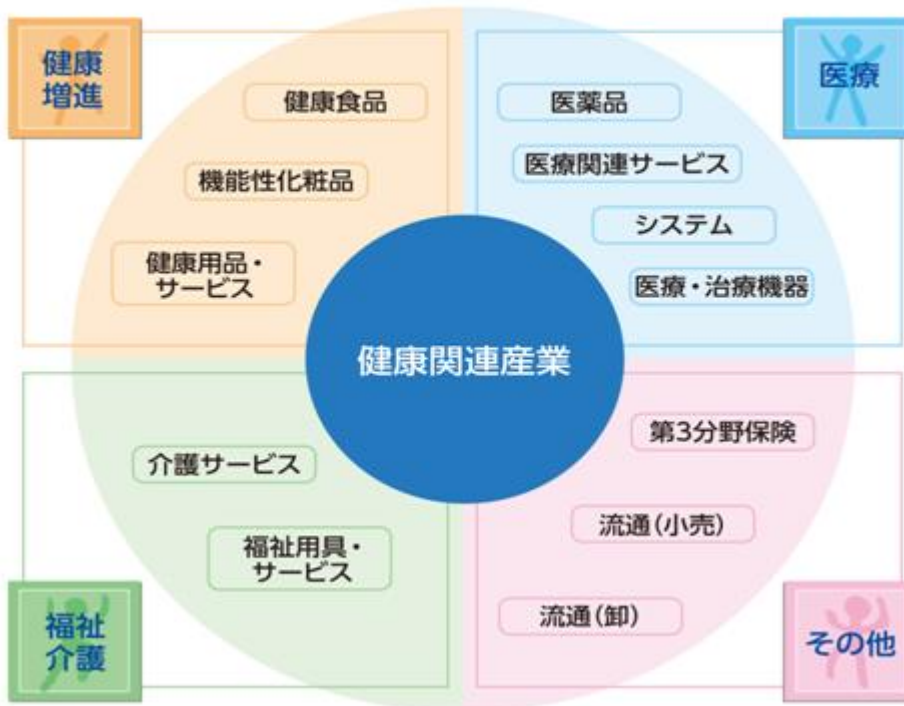 健康
増進
健康食品
機能性化粧品
健康用品・
サービス
医療
医薬品
医療関連サービス
システム
医療・治療機器
健康関連産業
福祉
介護
介護サービス
福祉用具・
サービス
その他
第3分野保険
流通(小売)
流通(卸)